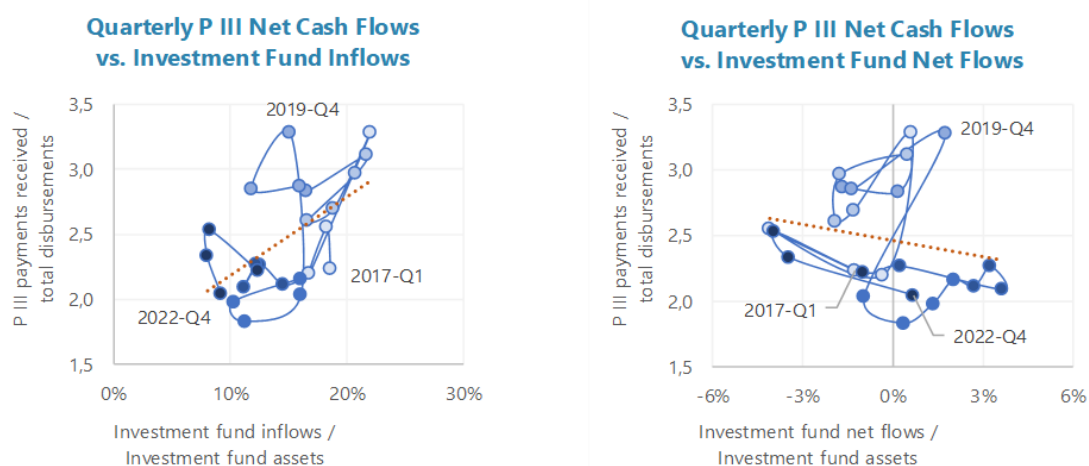 Quarterly P III Net Cash Flows
vs. Investment Fund Inflows
P III payments received /
total disbursements
3,5
3,0
2,5
2,0
1,5
2019-Q4
2017-Q1
2022-Q4
0%
10%
20%
30%
Investment fund inflows /
Investment fund assets
Quarterly P III Net Cash Flows
vs. Investment Fund Net Flows
P III payments received /
total disbursements
3,5
3,0
2,5
2,0
1,5
2019-Q4
2017-Q1
2022-Q4
-6%
-3%
0%
3%
6%
Investment fund net flows /
Investment fund assets